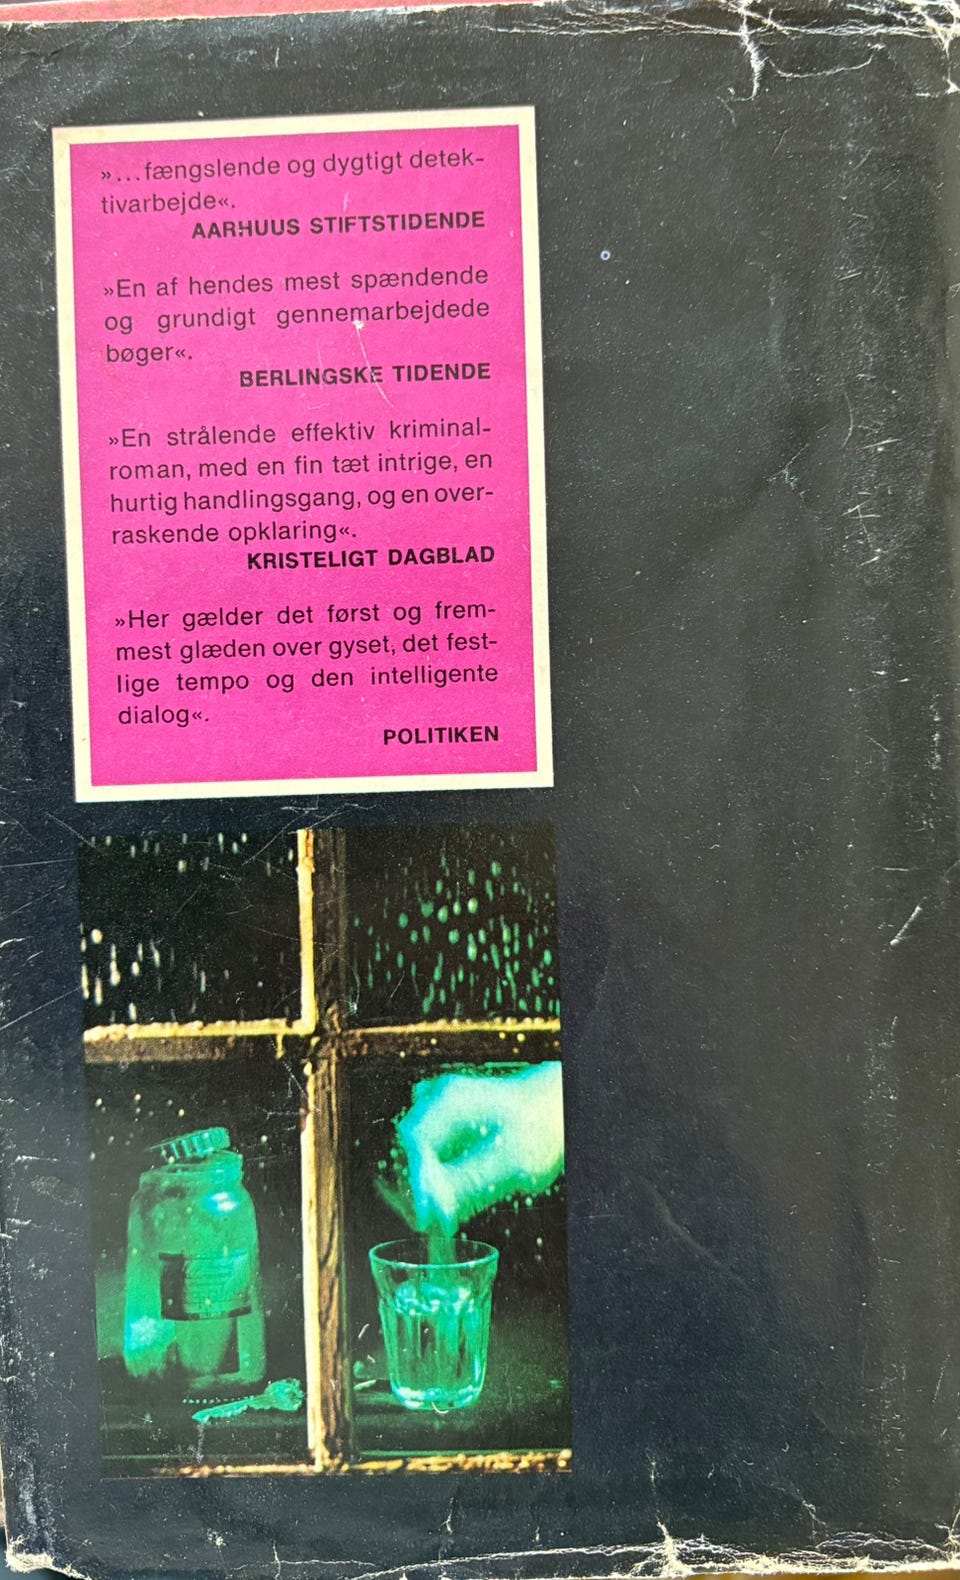 »...fængslende og dygtigt detek-
tivarbejde«.
AARHUUS STIFTSTIDENDE
»En af hendes mest spændende
og grundigt gennemarbejdede
bøger«.
BERLINGSKE TIDENDE
»En strålende effektiv kriminal-
roman, med en fin tæt intrige, en
hurtig handlingsgang, og en over-
raskende opklaring«.
KRISTELIGT DAGBLAD
»Her gælder det først og frem-
mest glæden over gyset, det fest-
lige tempo og den intelligente
dialog«.
POLITIKEN